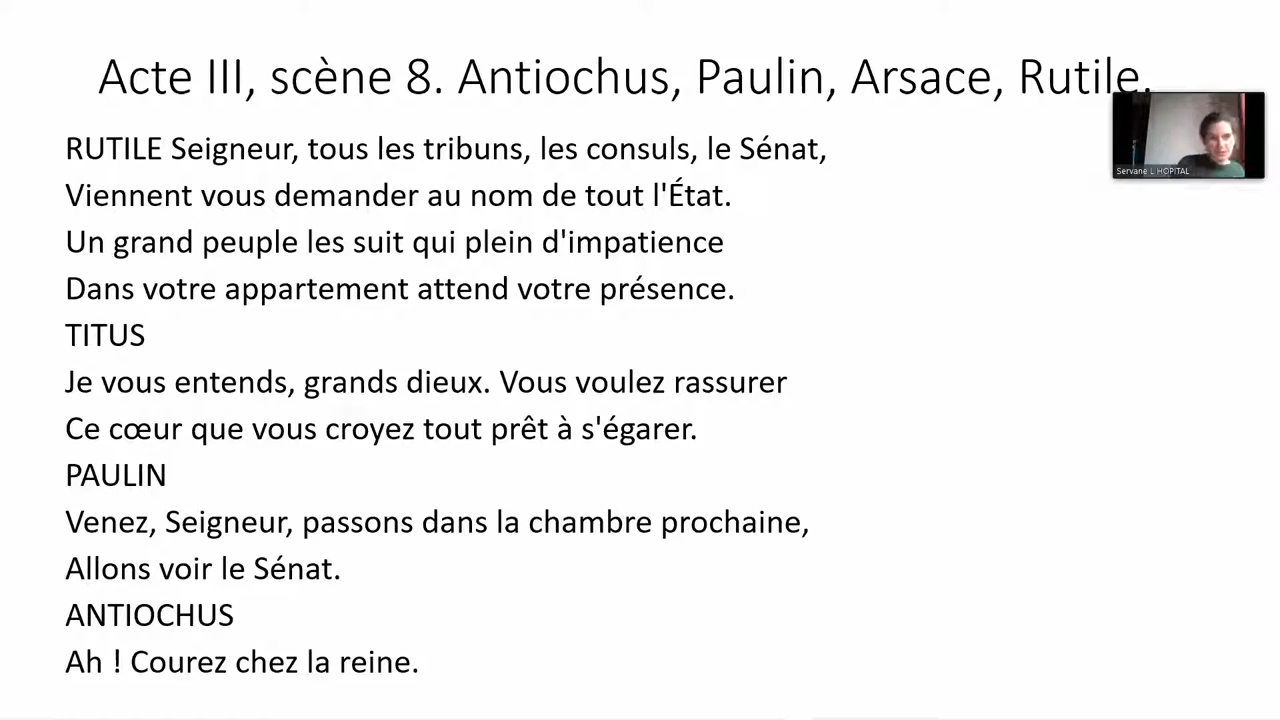 Acte III, scène 8. Antiochus, Paulin, Arsace, Rutile.
Servane L HOPITAL
RUTILE Seigneur, tous les tribuns, les consuls, le Sénat,
Viennent vous demander au nom de tout l'État.
Un grand peuple les suit qui plein d'impatience
Dans votre appartement attend votre présence.
TITUS
Je vous entends, grands dieux. Vous voulez rassurer
Ce cœur que vous croyez tout prêt à s'égarer.
PAULIN
Venez, Seigneur, passons dans la chambre prochaine,
Allons voir le Sénat.
ANTIOCHUS
Ah ! Courez chez la reine.